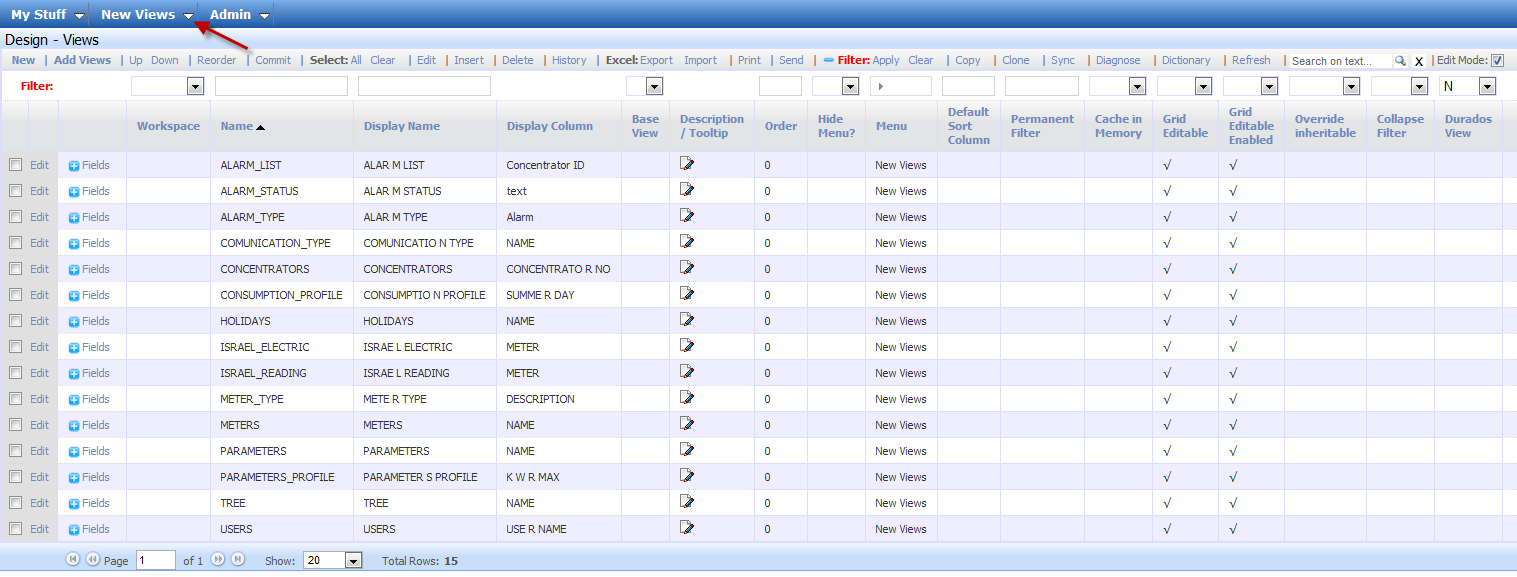 My Stuff New Views Admin
Design - Views
New | Add Views | Up Down | Reorder | Commit | Select: All Clear | Edit | Insert | Delete | History | Excel: Export Import | Print | Send | Filter: Apply Clear | Copy | Clone | Sync | Diagnose | Dictionary | Refresh | Search on text... X | Edit Mode:
Filter: N
Workspace Name Display Name Display Column Base View Description / Tooltip Order Hide Menu? Menu Default Sort Column Permanent Filter Cache in Memory Grid Editable Grid Editable Enabled Override inheritable Collapse Filter Durados View
Edit Fields ALARM_LIST ALAR M LIST Concentrator ID 0 New Views √ √
Edit Fields ALARM_STATUS ALAR M STATUS text 0 New Views √ √
Edit Fields ALARM_TYPE ALAR M TYPE Alarm 0 New Views √ √
Edit Fields COMUNICATION_TYPE COMUNICATIO N TYPE NAME 0 New Views √ √
Edit Fields CONCENTRATORS CONCENTRATORS CONCENTRATO R NO 0 New Views √ √
Edit Fields CONSUMPTION_PROFILE CONSUMPTIO N PROFILE SUMME R DAY 0 New Views √ √
Edit Fields HOLIDAYS HOLIDAYS NAME 0 New Views √ √
Edit Fields ISRAEL_ELECTRIC ISRAE L ELECTRIC METER 0 New Views √ √
Edit Fields ISRAEL_READING ISRAE L READING METER 0 New Views √ √
Edit Fields METER_TYPE METE R TYPE DESCRIPTION 0 New Views √ √
Edit Fields METERS METERS NAME 0 New Views √ √
Edit Fields PARAMETERS PARAMETERS NAME 0 New Views √ √
Edit Fields PARAMETERS_PROFILE PARAMETER S PROFILE K W R MAX 0 New Views √ √
Edit Fields TREE TREE NAME 0 New Views √ √
Edit Fields USERS USERS USE R NAME 0 New Views √ √
Page 1 of 1 Show: 20 Total Rows: 15